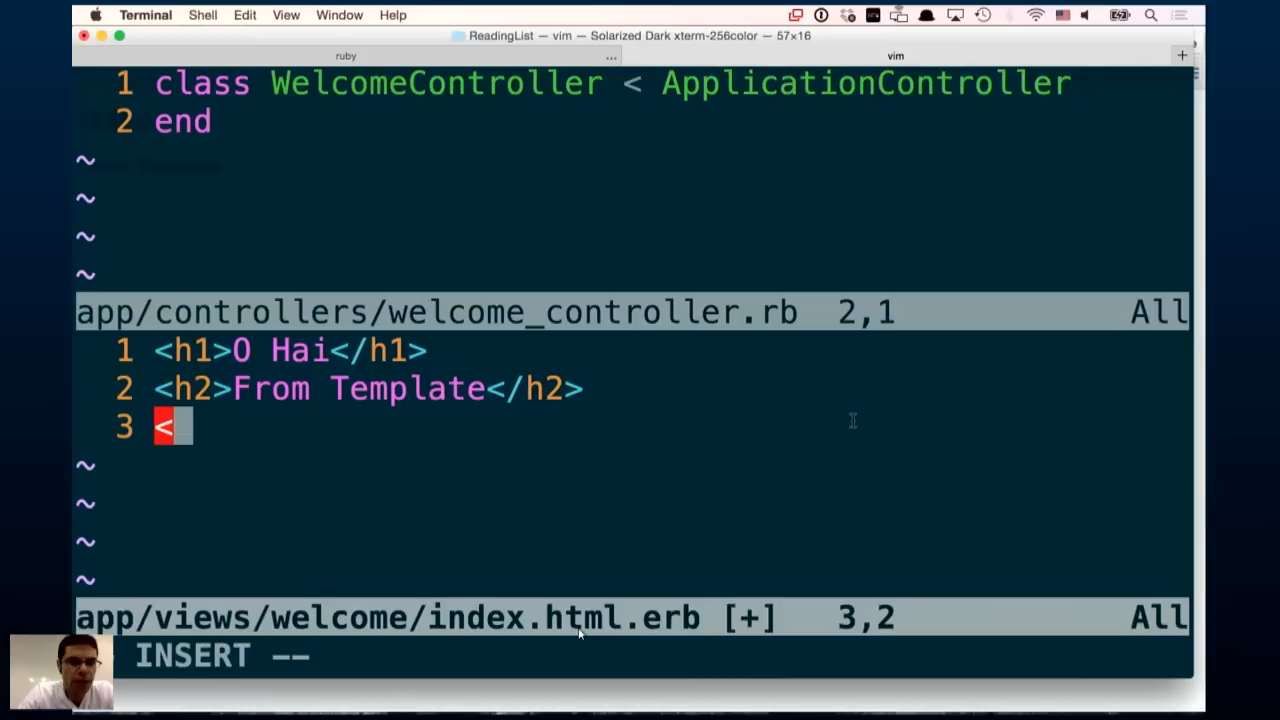 Terminal Shell Edit View Window Help
ReadingList — vim — Solarized Dark xterm-256color — 57×16
ruby ... vim +
1 class WelcomeController < ApplicationController
2 end
~
~
~
~
app/controllers/welcome_controller.rb 2,1 All
1 <h1>O Hai</h1>
2 <h2>From Template</h2>
3 <
~
~
~
~
app/views/welcome/index.html.erb [+] 3,2 All
INSERT --